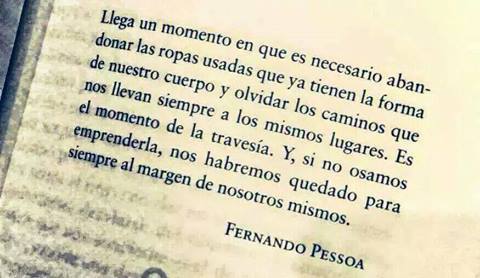 Llega un momento en que es necesario aban-
donar las ropas usadas que ya tienen la forma
de nuestro cuerpo y olvidar los caminos que
nos llevan siempre a los mismos lugares. Es
el momento de la travesía. Y, si no osamos
emprenderla, nos habremos quedado para
siempre al margen de nosotros mismos.
FERNANDO PESSOA